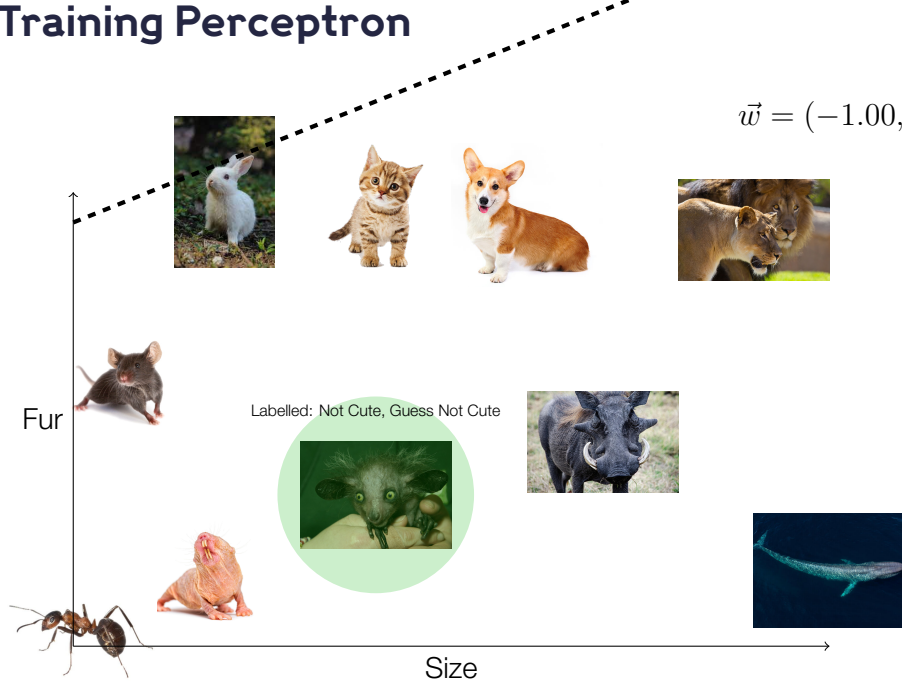 Training Perceptron
w⃗ = (−1.00,
Labelled: Not Cute, Guess Not Cute
Fur
Size